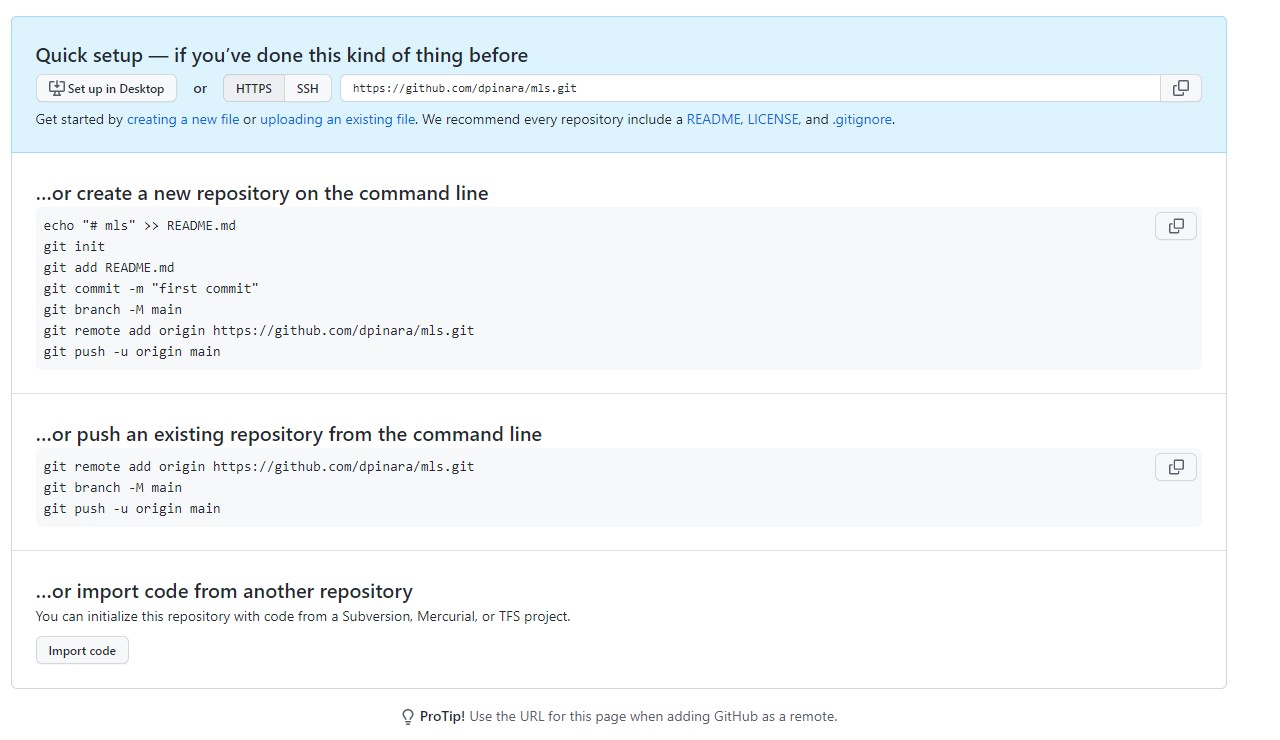 Quick setup — if you’ve done this kind of thing before
Set up in Desktop or HTTPS SSH https://github.com/dpinara/mls.git
Get started by creating a new file or uploading an existing file. We recommend every repository include a README, LICENSE, and .gitignore.
…or create a new repository on the command line
echo "# mls" >> README.md
git init
git add README.md
git commit -m "first commit"
git branch -M main
git remote add origin https://github.com/dpinara/mls.git
git push -u origin main
…or push an existing repository from the command line
git remote add origin https://github.com/dpinara/mls.git
git branch -M main
git push -u origin main
…or import code from another repository
You can initialize this repository with code from a Subversion, Mercurial, or TFS project.
Import code
ProTip! Use the URL for this page when adding GitHub as a remote.